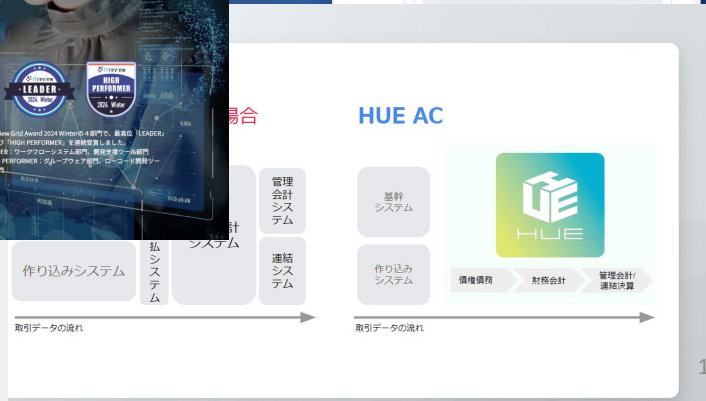 ITreview
LEADER
2024 Winter
ITreview
HIGH
PERFORMER
2024 Winter
iew Grid Award 2024 Winterの4部門で、最高位「LEADER」
び「HIGH PERFORMER」を連続受賞しました。
ER：ワークフローシステム部門、開発支援ツール部門
PERFORMER：グループウェア部門、ローコード開発ツー
場合
作り込みシステム
払
シ
ス
テ
ム
計
システム
管理
会計
シス
テム
連結
シス
テム
取引データの流れ
HUE AC
基幹
システム
作り込み
システム
HUE
債権債務
財務会計
管理会計/
連結決算
取引データの流れ
1